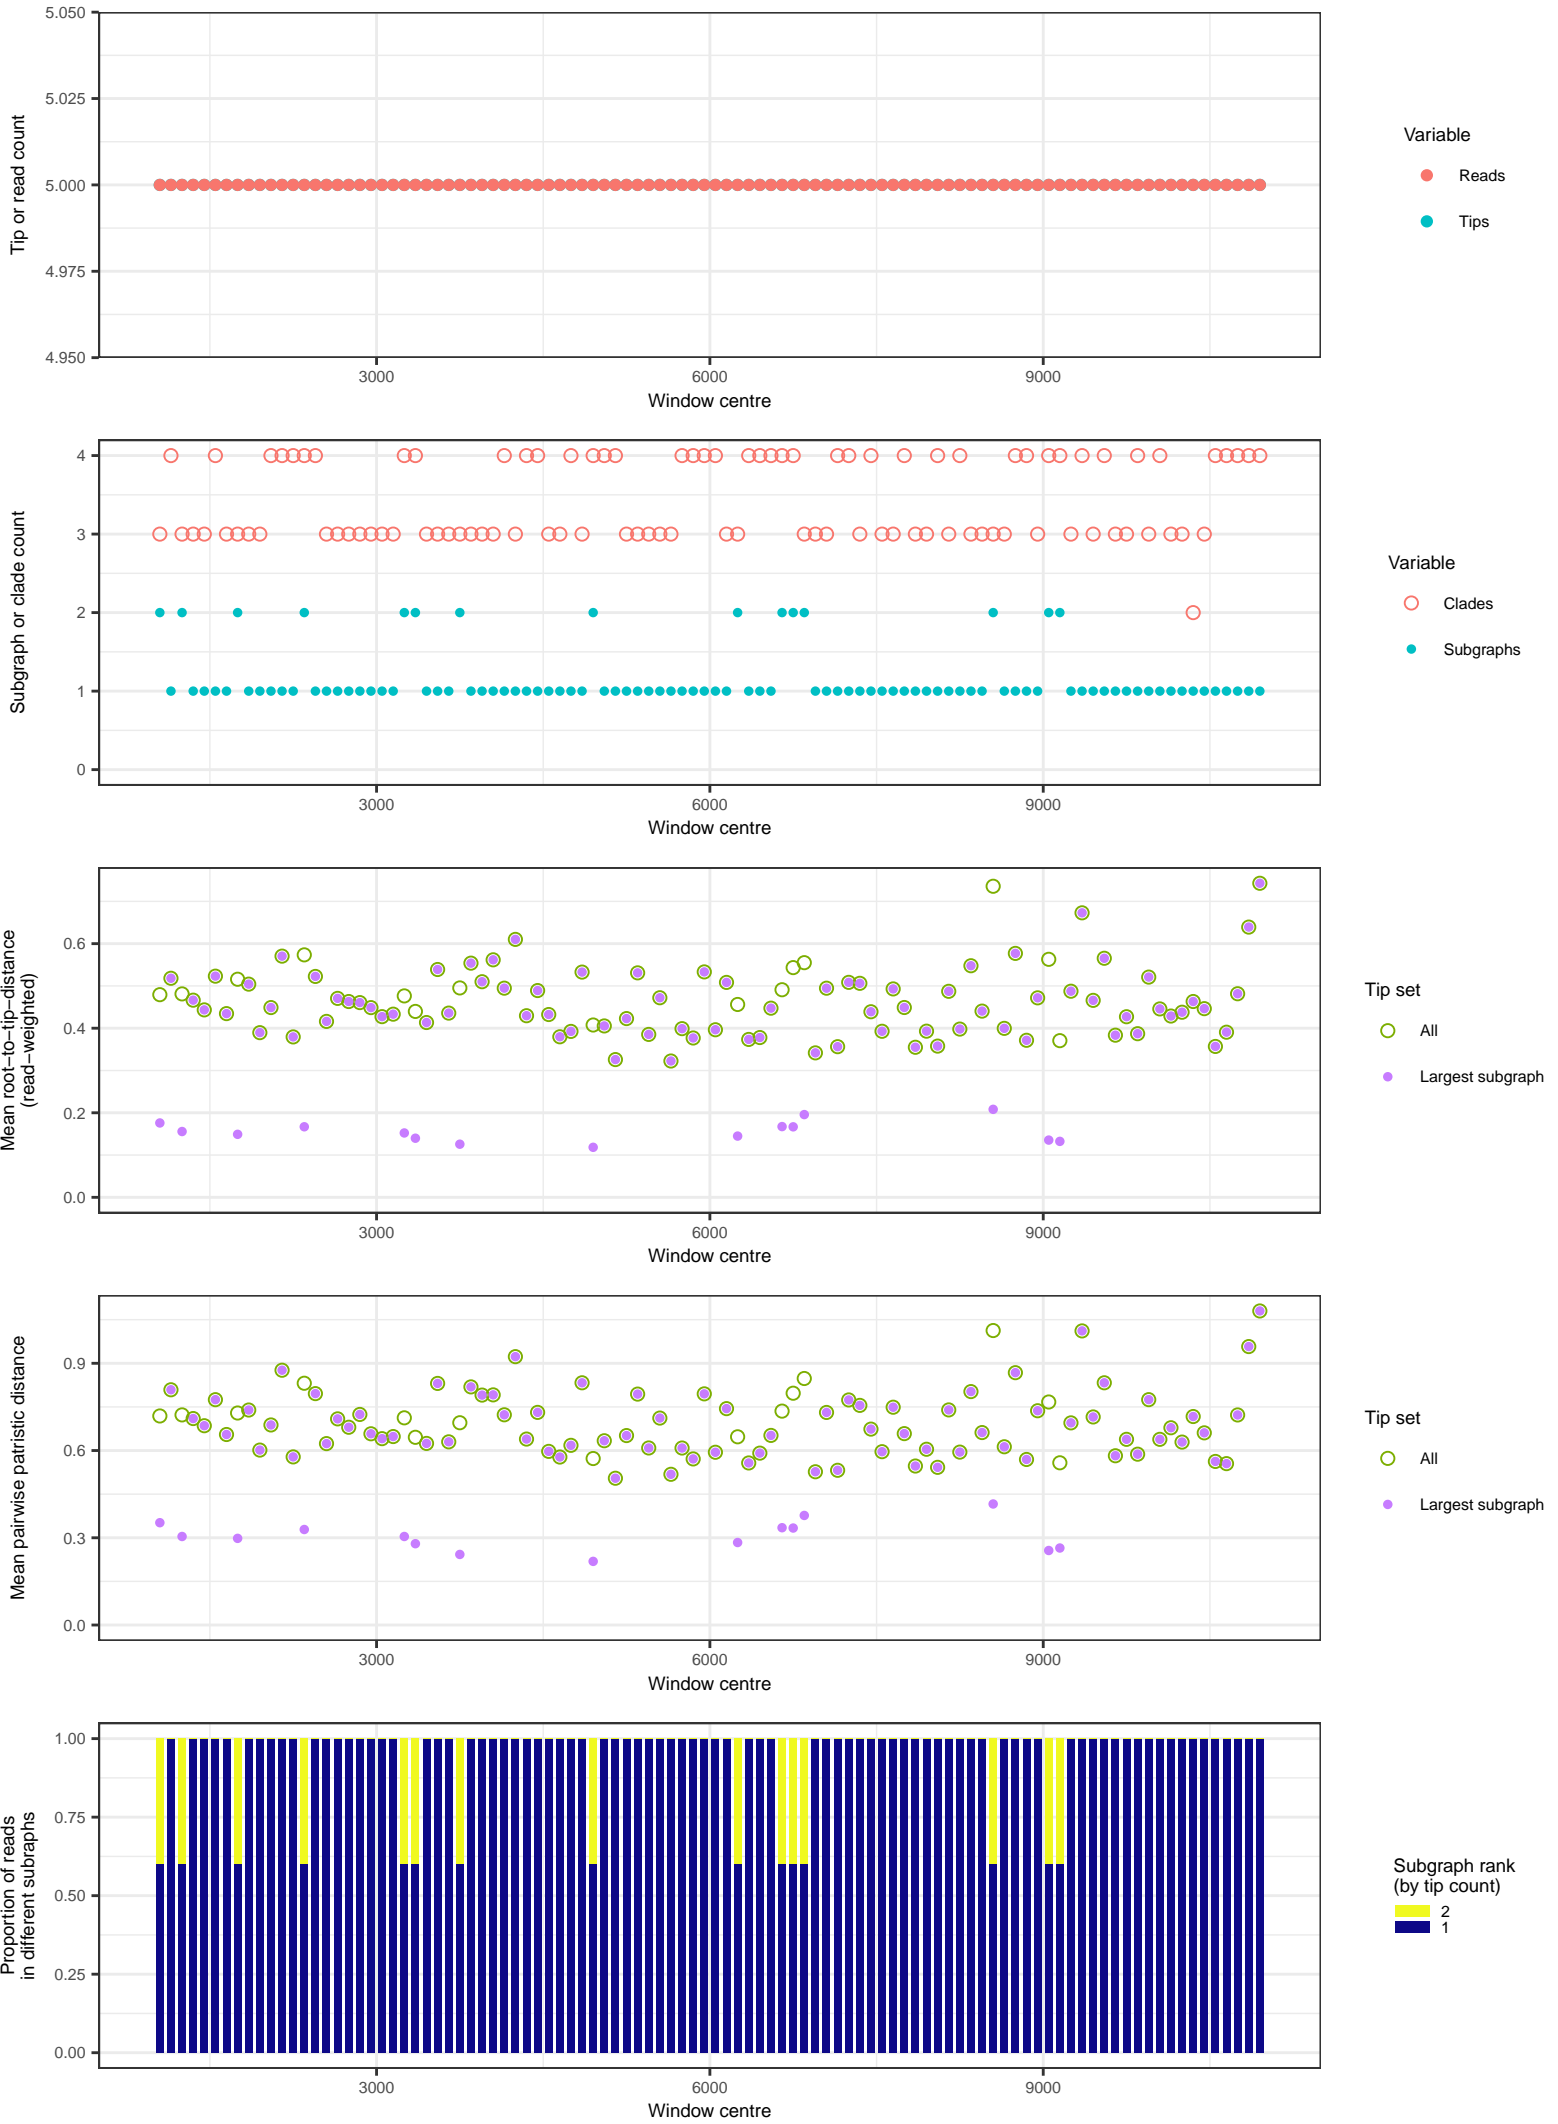 5.050
5.025
5.000
4.975
4.950
Tip or read count
3000 6000 9000
Window centre
Variable
Reads
Tips
4
3
2
1
0
Subgraph or clade count
3000 6000 9000
Window centre
Variable
Clades
Subgraphs
0.6
0.4
0.2
0.0
Mean root−to−tip−distance
(read−weighted)
3000 6000 9000
Window centre
Tip set
All
Largest subgraph
0.9
0.6
0.3
0.0
Mean pairwise patristic distance
3000 6000 9000
Window centre
Tip set
All
Largest subgraph
1.00
0.75
0.50
0.25
0.00
Proportion of reads
in different subraphs
3000 6000 9000
Window centre
Subgraph rank
(by tip count)
2
1